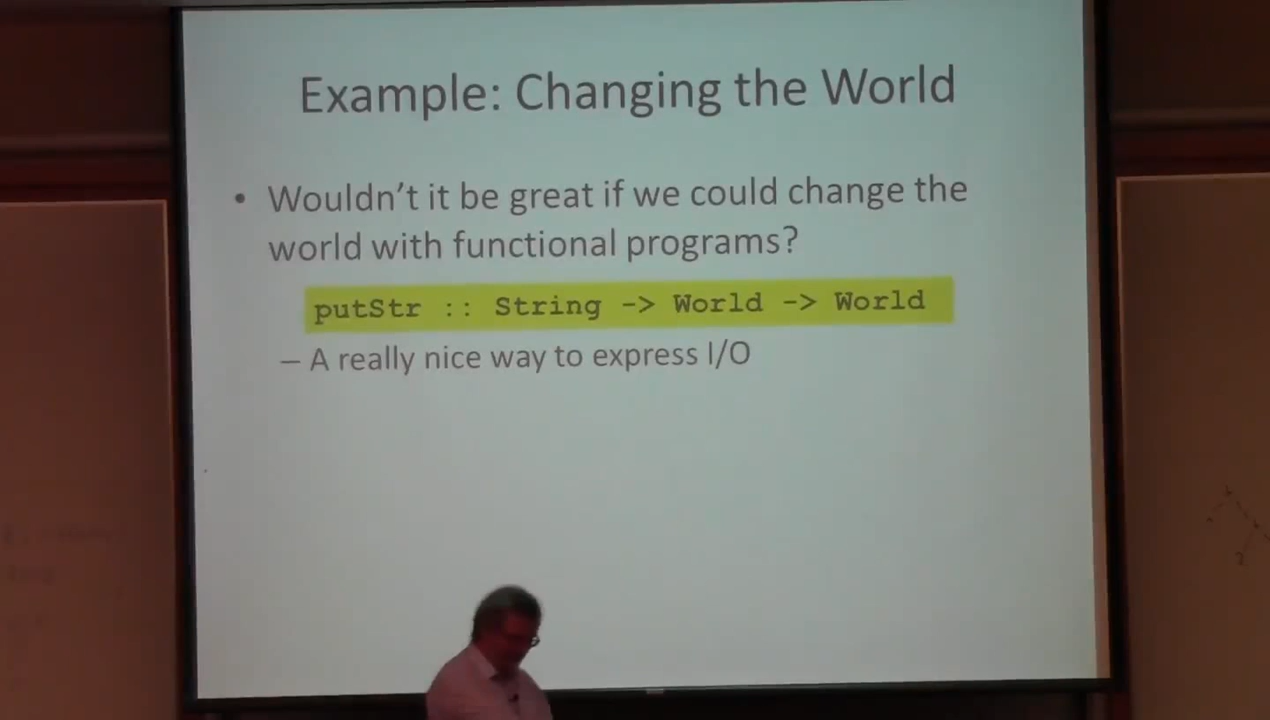 Example: Changing the World
• Wouldn't it be great if we could change the
world with functional programs?
putStr :: String -> World -> World
– A really nice way to express I/O